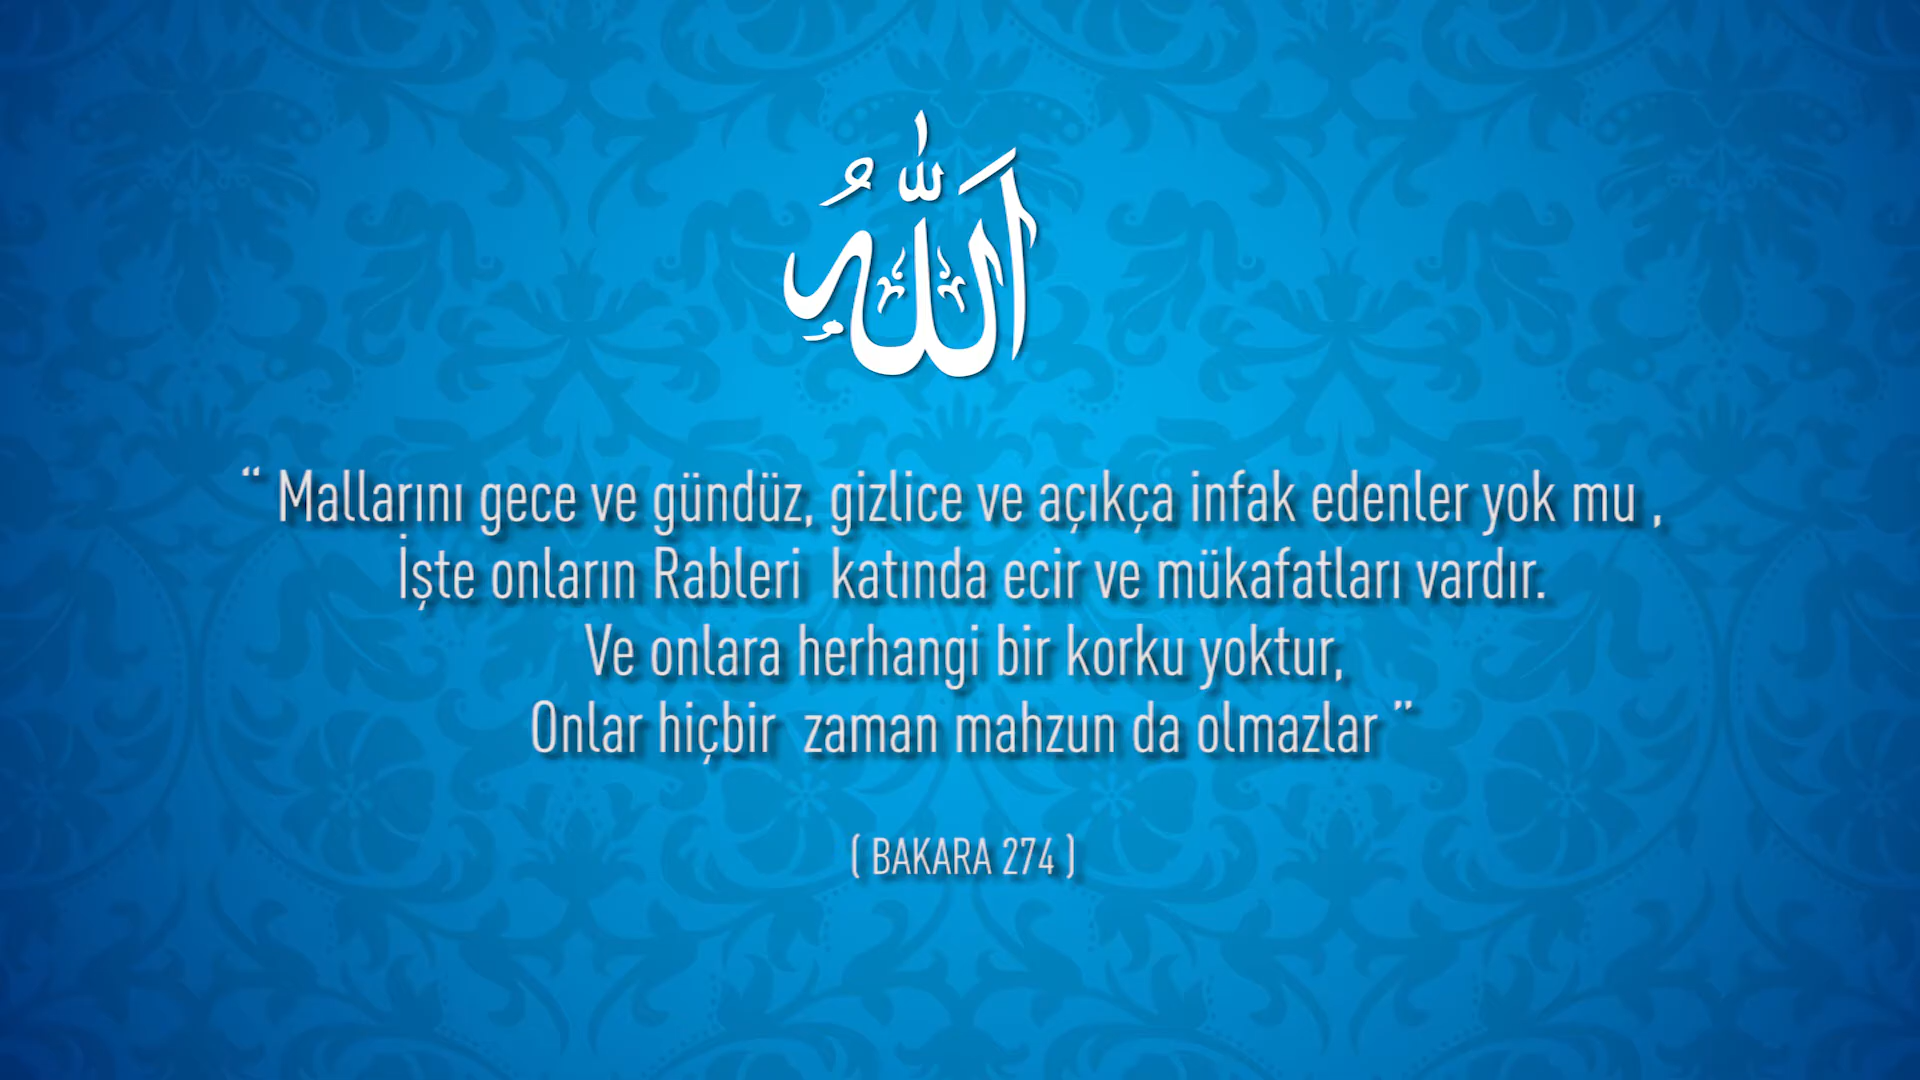 اَللّٰهُ
“ Mallarını gece ve gündüz, gizlice ve açıkça infak edenler yok mu ,
İşte onların Rableri  katında ecir ve mükafatları vardır.
Ve onlara herhangi bir korku yoktur,
Onlar hiçbir  zaman mahzun da olmazlar ”
( BAKARA 274 )